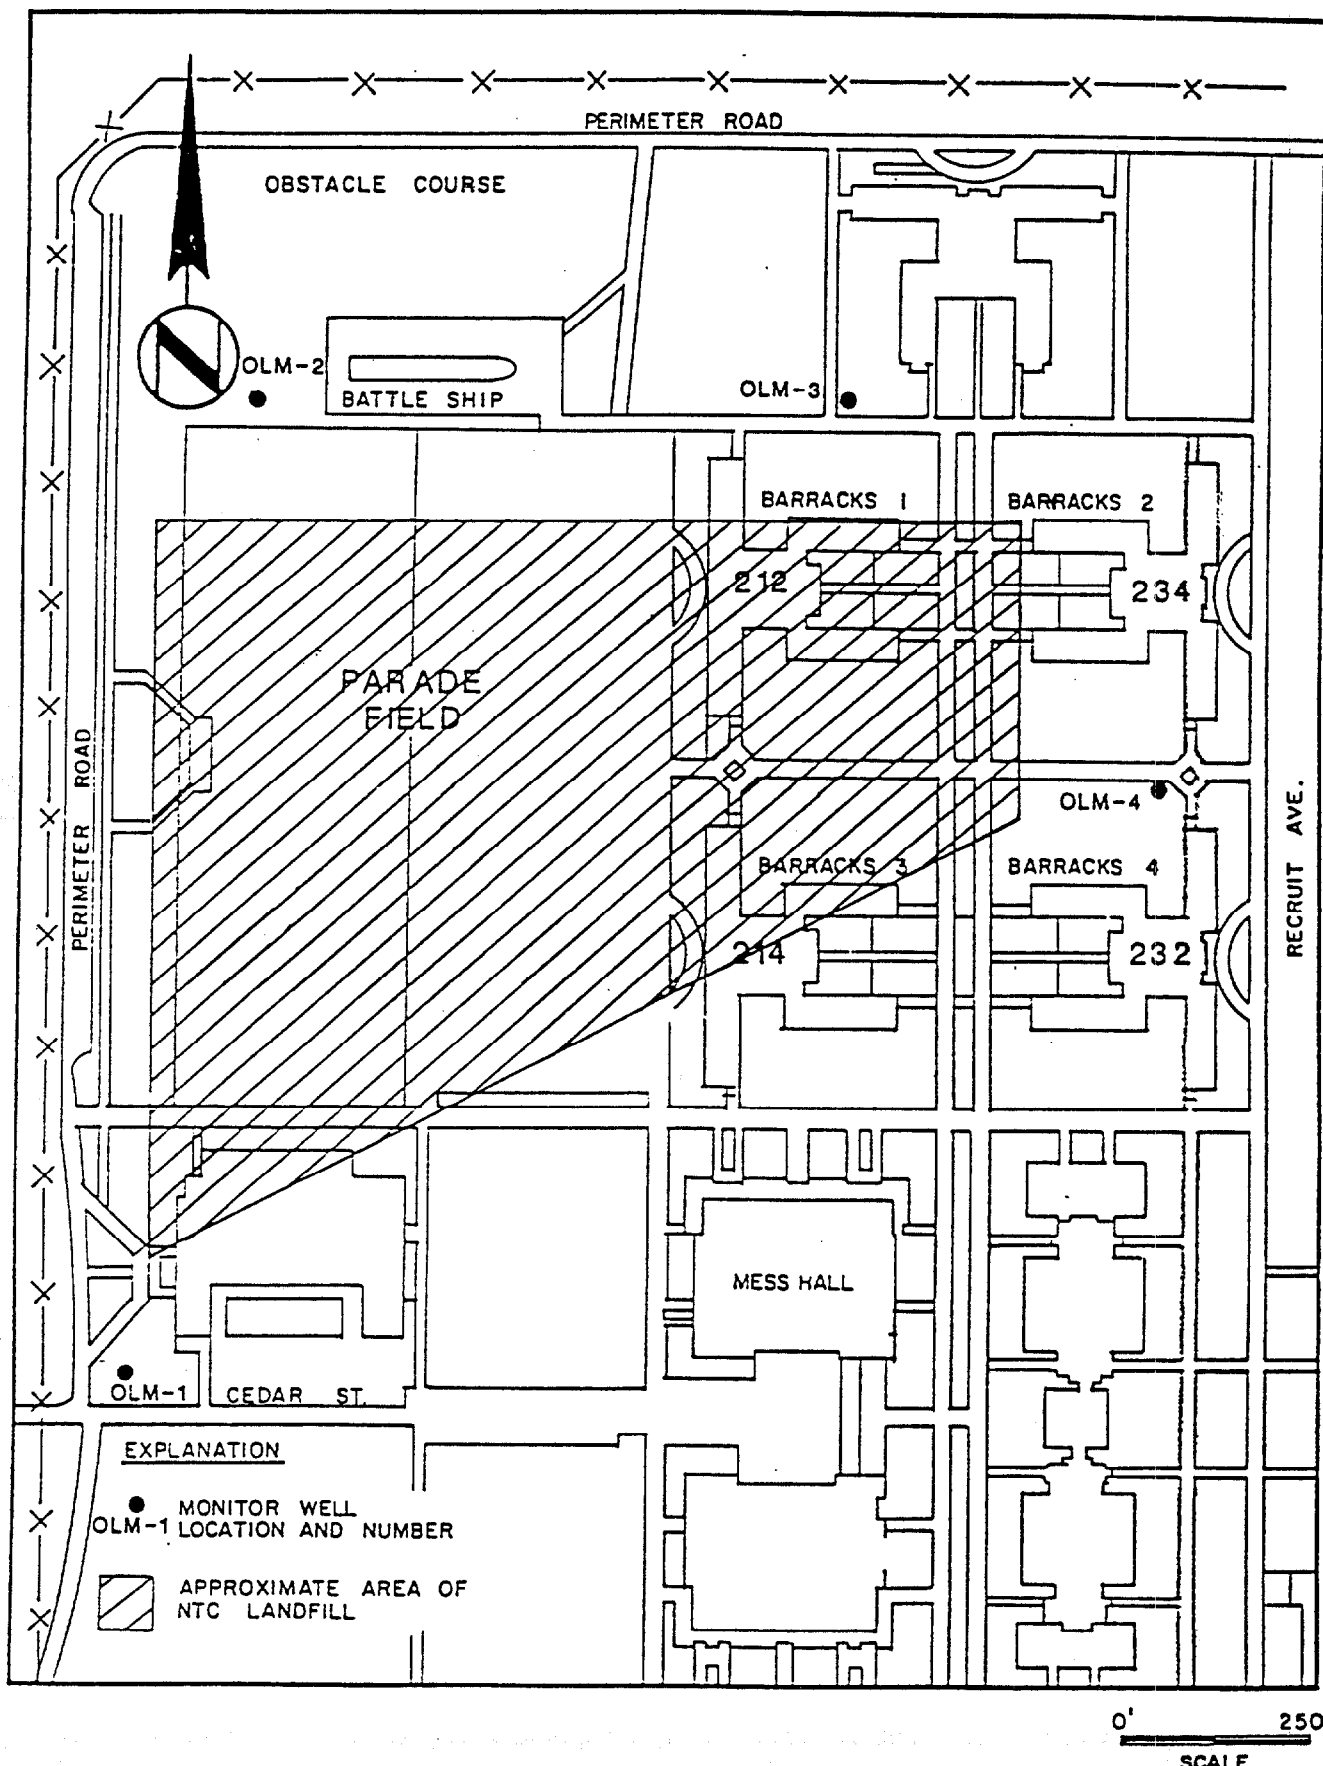 PERIMETER ROAD
OBSTACLE COURSE
N
OLM-2
BATTLE SHIP
OLM-3
BARRACKS 1
BARRACKS 2
212
234
PARADE
FIELD
PERIMETER ROAD
OLM-4
RECRUIT AVE.
BARRACKS 3
BARRACKS 4
214
232
MESS HALL
OLM-1
CEDAR ST.
EXPLANATION
OLM-1 MONITOR WELL
LOCATION AND NUMBER
APPROXIMATE AREA OF
NTC LANDFILL
0' 250
SCALE